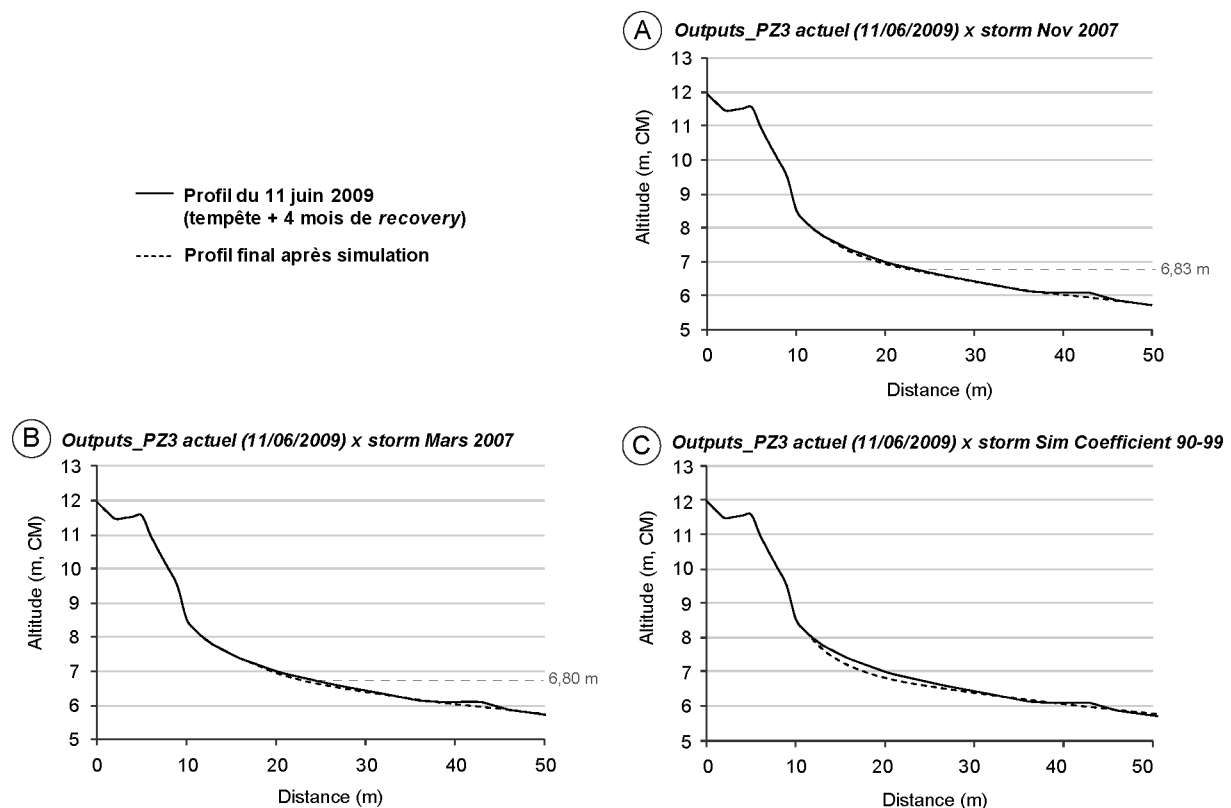 A Outputs_PZ3 actuel (11/06/2009) x storm Nov 2007
13
12
11
10
9
8
7
6
5
Altitude (m, CM)
6,83 m
0 10 20 30 40 50
Distance (m)
Profil du 11 juin 2009
(tempête + 4 mois de recovery)
Profil final après simulation
B Outputs_PZ3 actuel (11/06/2009) x storm Mars 2007
13
12
11
10
9
8
7
6
5
Altitude (m, CM)
6,80 m
0 10 20 30 40 50
Distance (m)
C Outputs_PZ3 actuel (11/06/2009) x storm Sim Coefficient 90-99
13
12
11
10
9
8
7
6
5
Altitude (m, CM)
0 10 20 30 40 50
Distance (m)